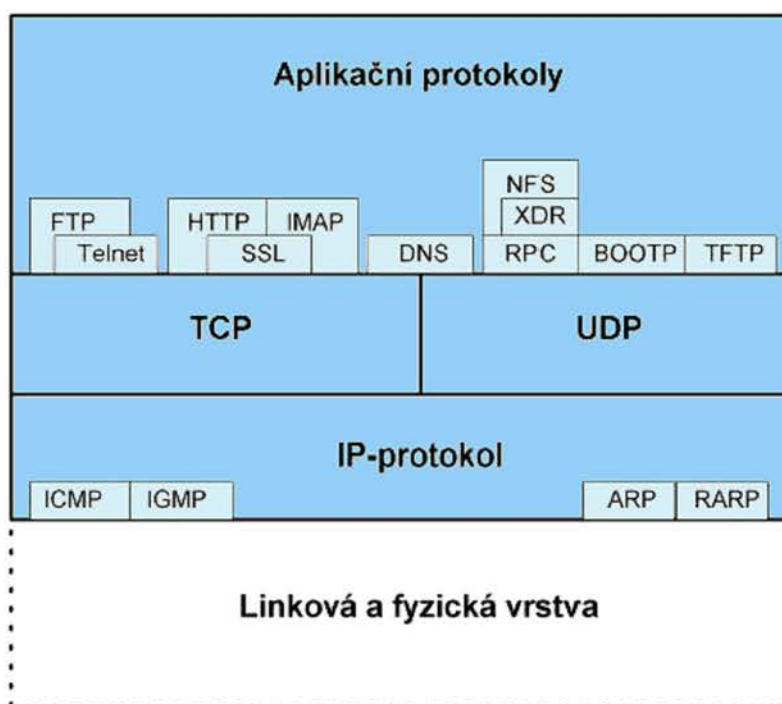 Aplikační protokoly
NFS
FTP HTTP IMAP XDR
Telnet SSL DNS RPC BOOTP TFTP
TCP UDP
IP-protokol
ICMP IGMP ARP RARP
Linková a fyzická vrstva